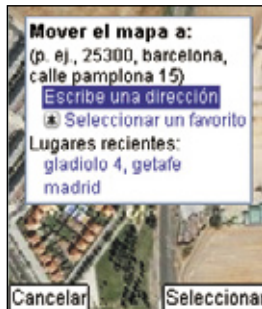 Mover el mapa a:
(p. ej., 25300, barcelona,
calle pamplona 15)
Escribe una dirección
Seleccionar un favorito
Lugares recientes:
gladiolo 4, getafe
madrid
Cancelar Seleccionar